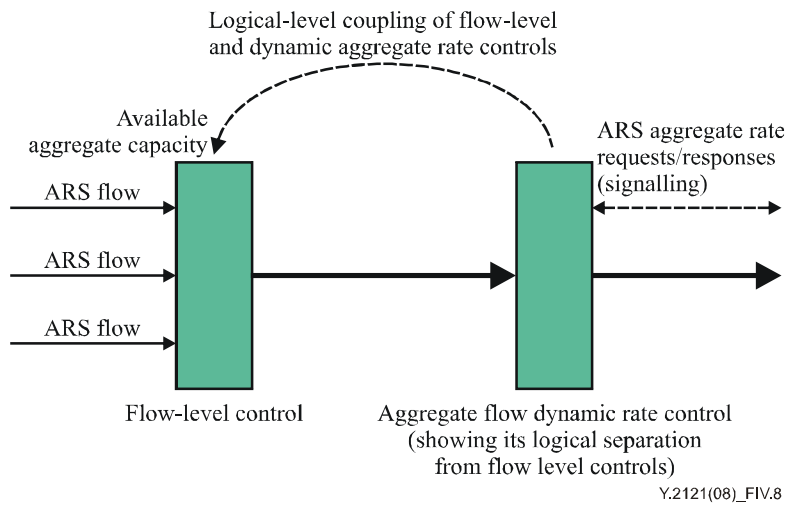 Logical-level coupling of flow-level
and dynamic aggregate rate controls
Available
aggregate capacity
ARS aggregate rate
requests/responses
(signalling)
ARS flow
ARS flow
ARS flow
Flow-level control
Aggregate flow dynamic rate control
(showing its logical separation
from flow level controls)
Y.2121(08)_FIV.8